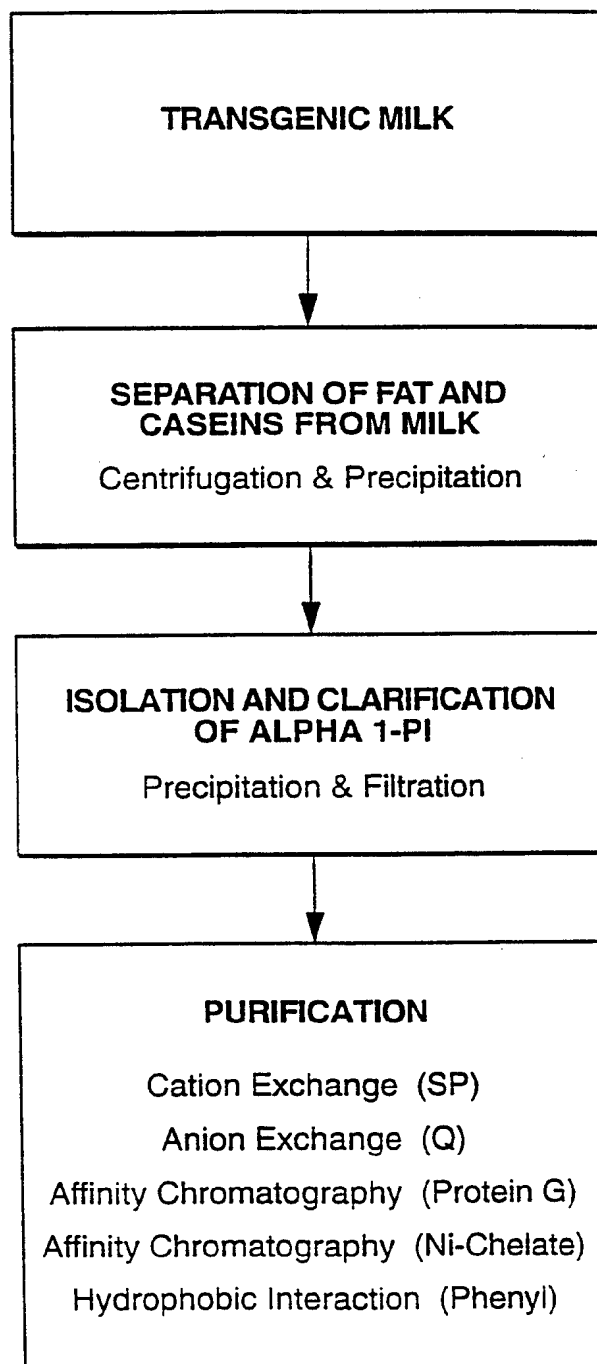 TRANSGENIC MILK
SEPARATION OF FAT AND
CASEINS FROM MILK
Centrifugation & Precipitation
ISOLATION AND CLARIFICATION
OF ALPHA 1-PI
Precipitation & Filtration
PURIFICATION
Cation Exchange (SP)
Anion Exchange (Q)
Affinity Chromatography (Protein G)
Affinity Chromatography (Ni-Chelate)
Hydrophobic Interaction (Phenyl)